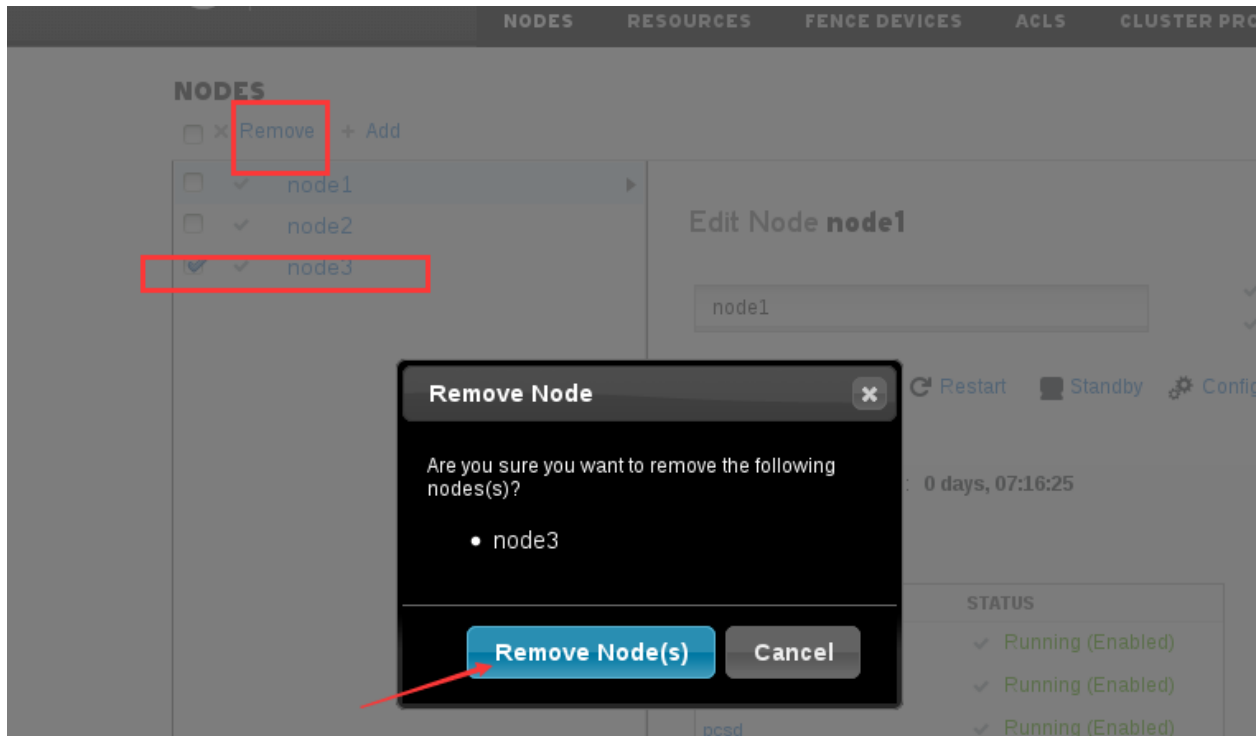 NODES RESOURCES FENCE DEVICES ACLS CLUSTER PRO
NODES
Remove + Add
node1
node2
node3
Edit Node node1
node1
Restart Standby Config
Remove Node
Are you sure you want to remove the following
nodes(s)?
• node3
: 0 days, 07:16:25
Remove Node(s) Cancel
STATUS
Running (Enabled)
Running (Enabled)
pcsd Running (Enabled)